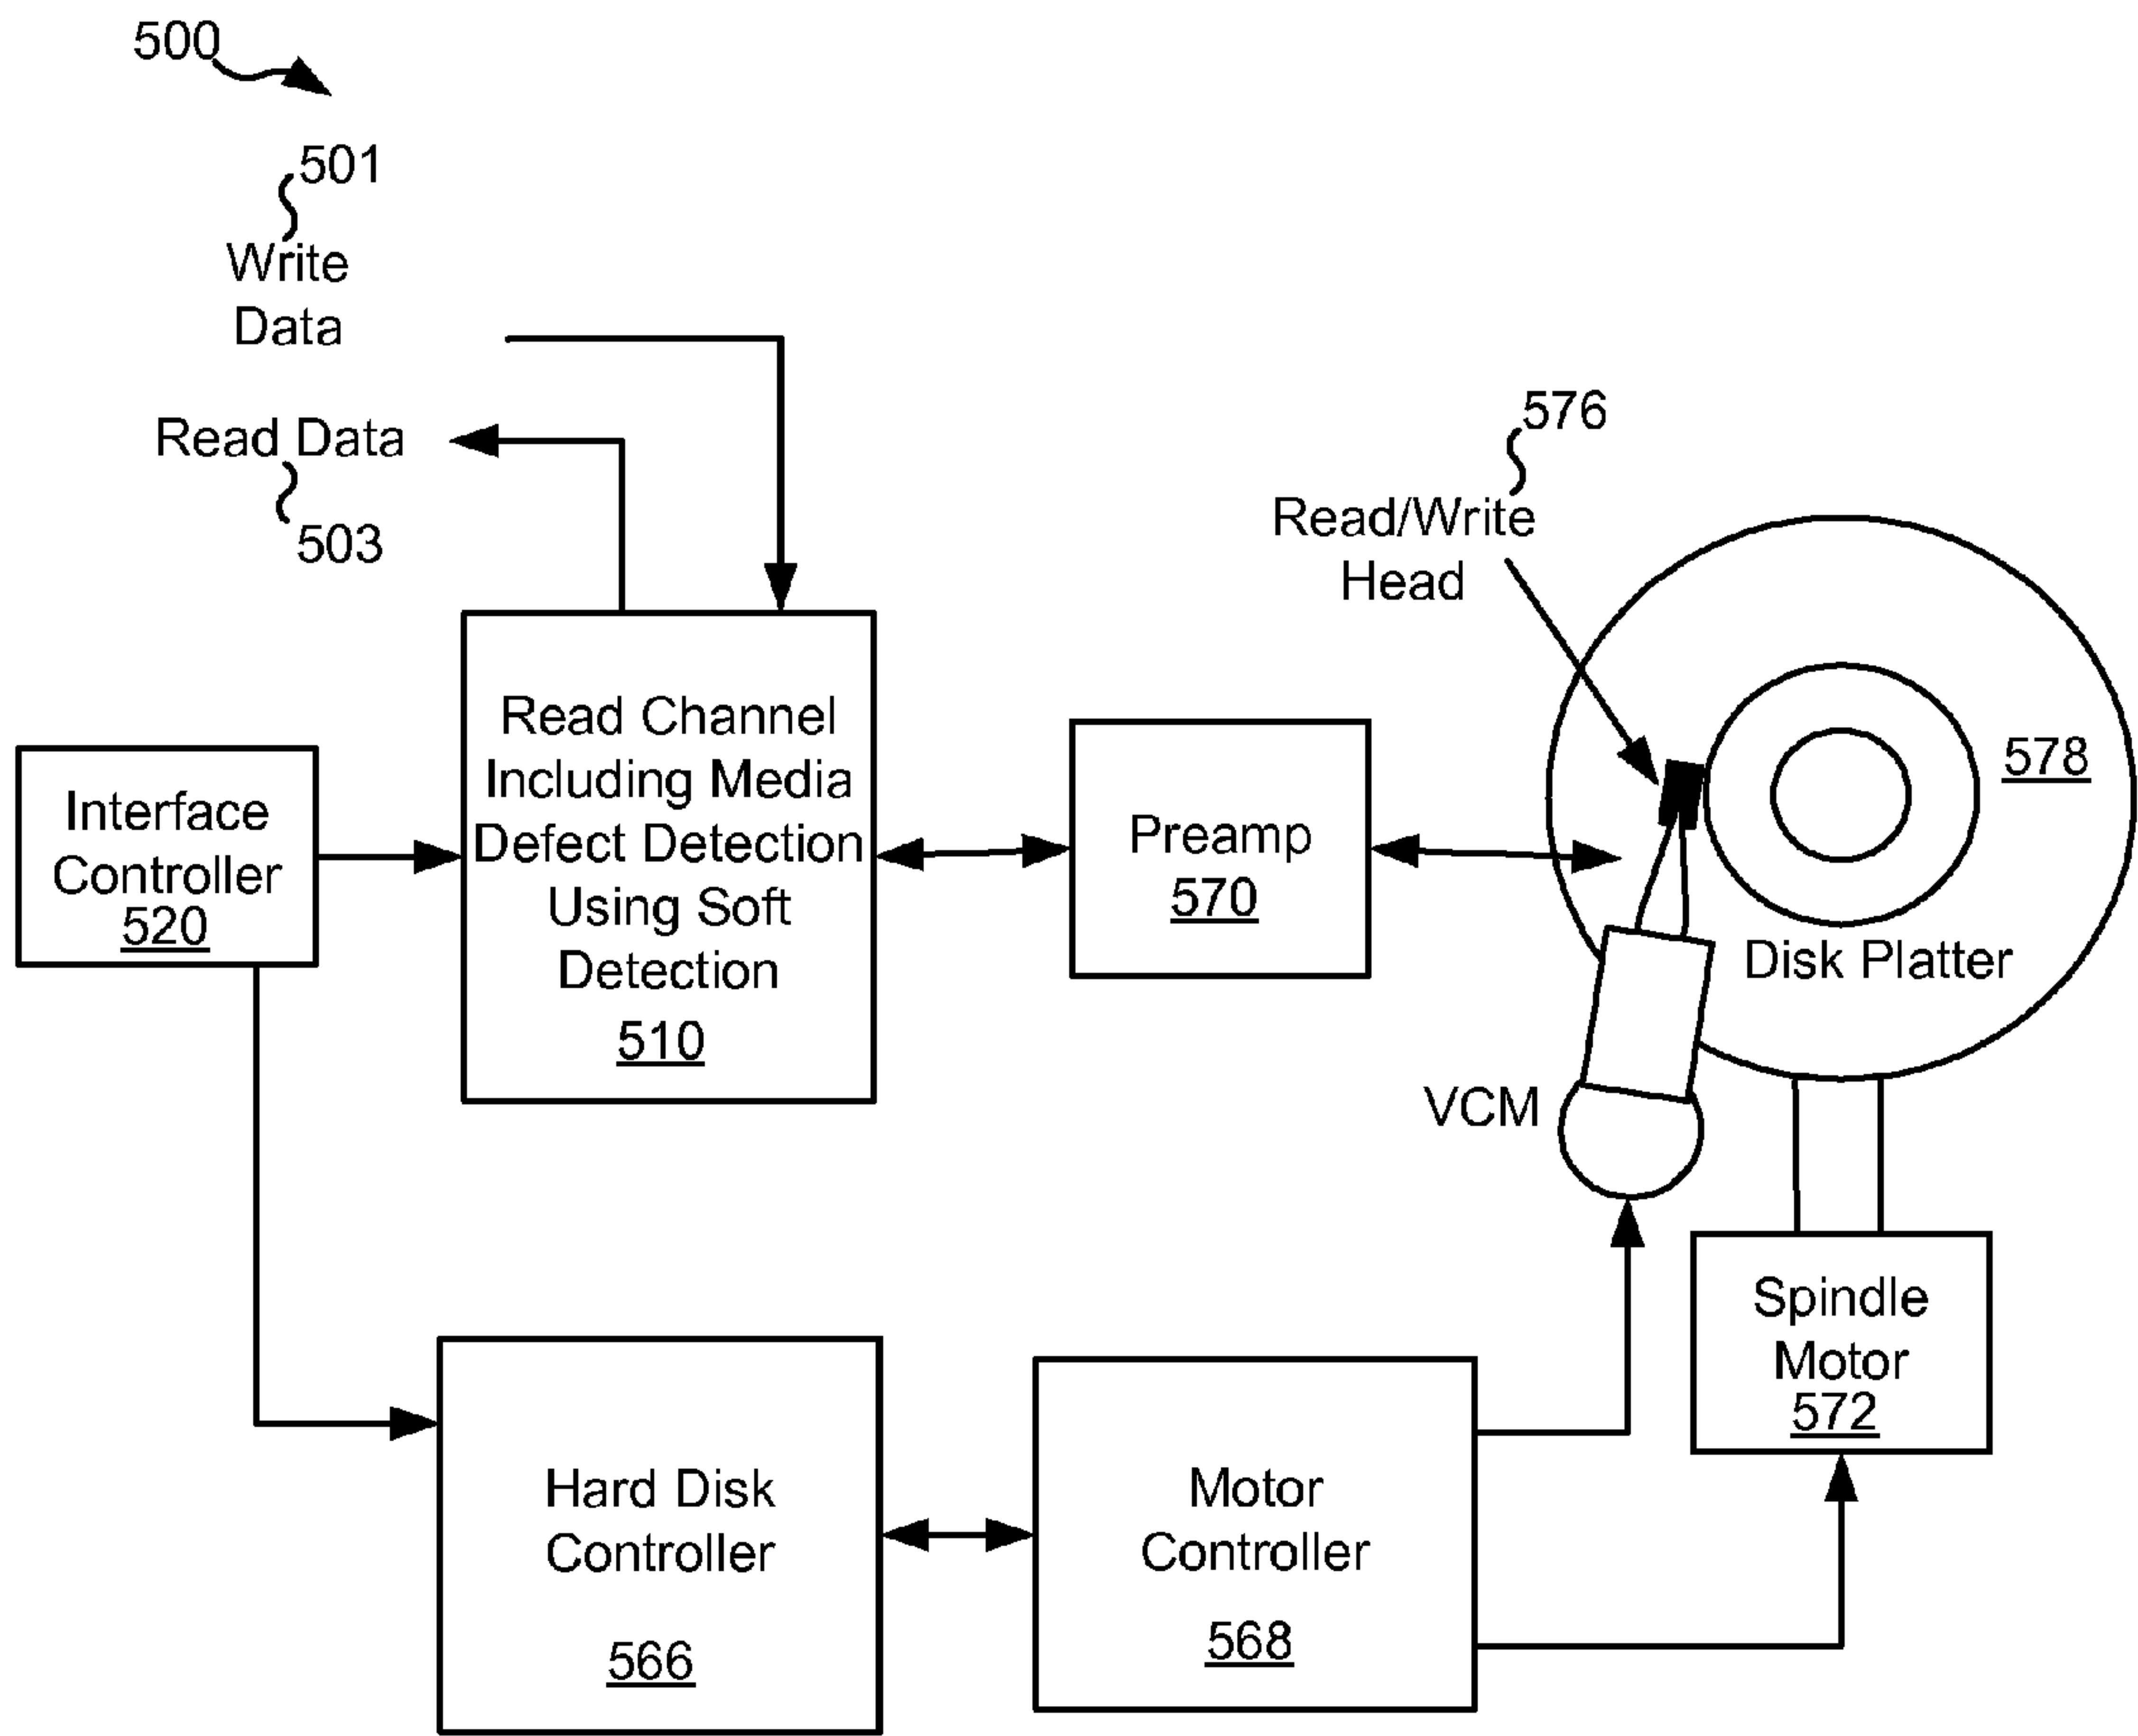 500
501
Write
Data
Read Data
503
576
Read/Write
Head
Read Channel
Including Media
Defect Detection
Using Soft
Detection
510
Interface
Controller
520
Preamp
570
578
Disk Platter
VCM
Spindle
Motor
572
Hard Disk
Controller
566
Motor
Controller
568